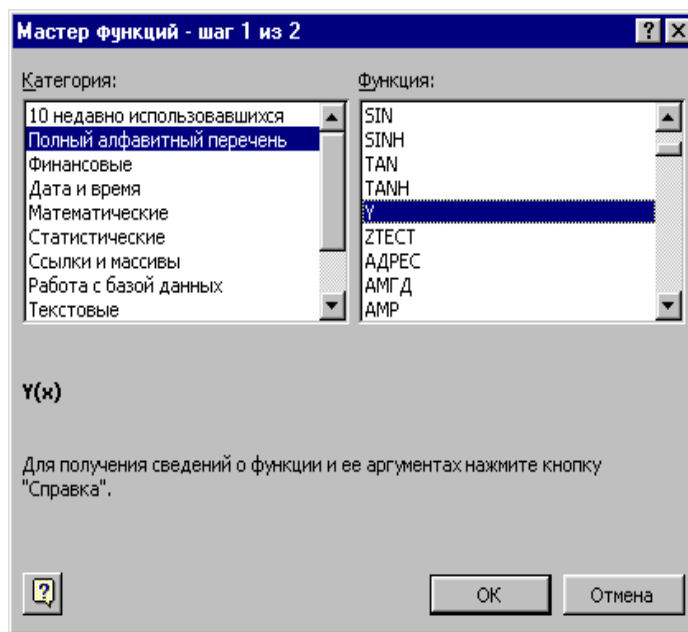 Мастер функций - шаг 1 из 2
Категория:
10 недавно использовавшихся
Полный алфавитный перечень
Финансовые
Дата и время
Математические
Статистические
Ссылки и массивы
Работа с базой данных
Текстовые
Функция:
SIN
SINH
TAN
TANH
Y
ZТЕСТ
АДРЕС
АМГД
АМР
Y(x)
Для получения сведений о функции и ее аргументах нажмите кнопку
"Справка".
ОК
Отмена